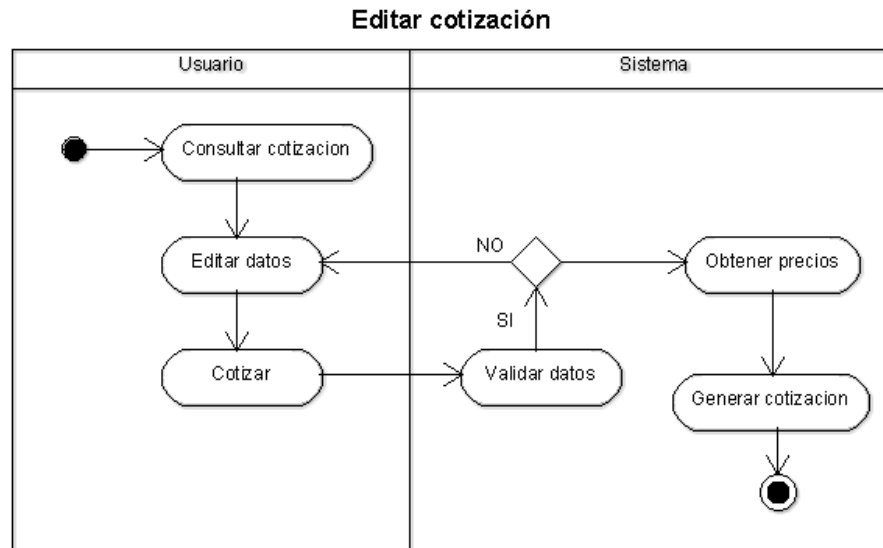 Editar cotización
Usuario
Sistema
Consultar cotizacion
Editar datos
NO
Obtener precios
SI
Cotizar
Validar datos
Generar cotizacion